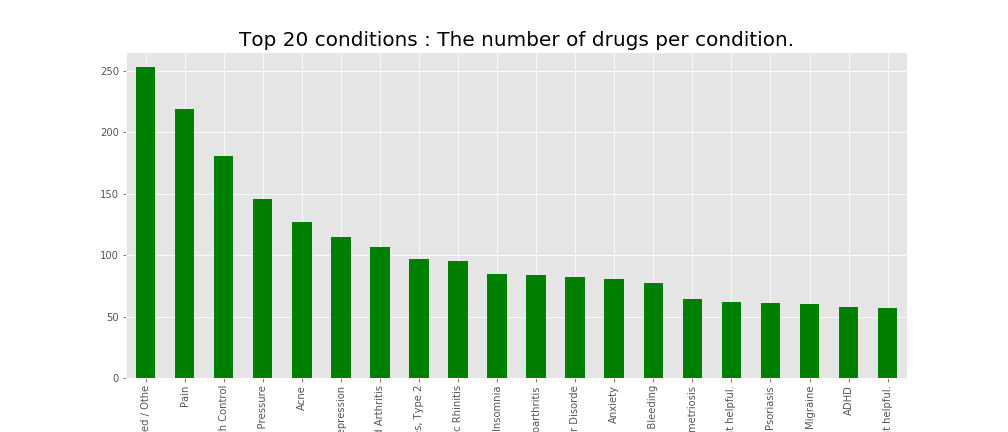 Top 20 conditions : The number of drugs per condition.
250
200
150
100
50
0
ed / Othe
Pain
h Control
Pressure
Acne
epression
d Arthritis
s, Type 2
c Rhinitis
Insomnia
oarthritis
r Disorde
Anxiety
Bleeding
metriosis
t helpful.
Psoriasis
Migraine
ADHD
t helpful.